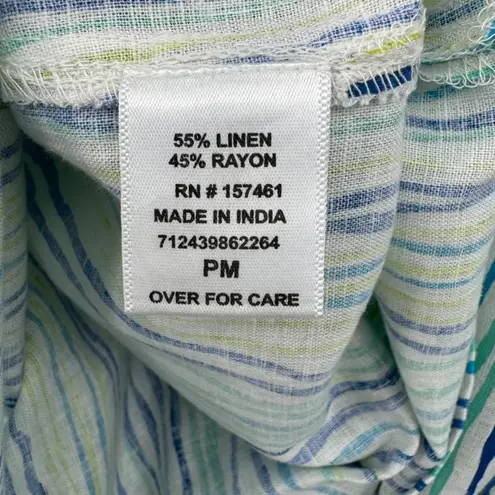 55% LINEN
45% RAYON
RN # 157461
MADE IN INDIA
712439862264
PM
OVER FOR CARE